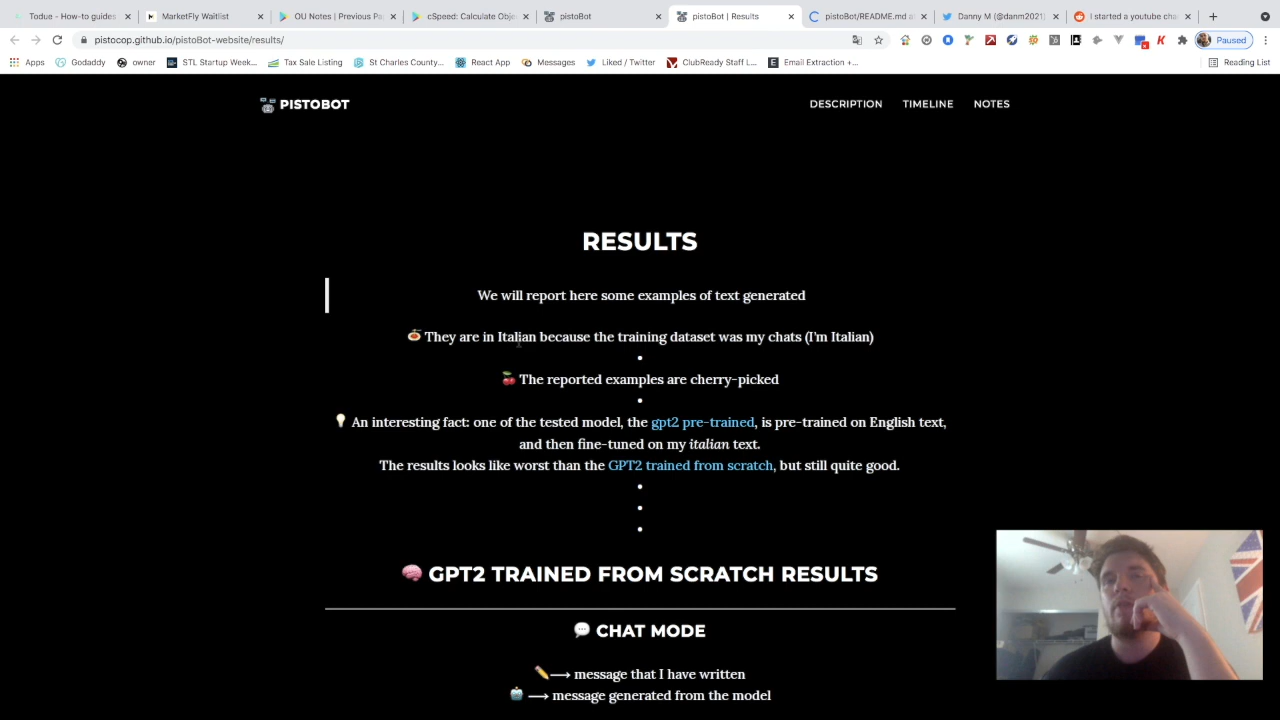 Todue - How-to guides
MarketFly Waitlist
OU Notes | Previous Pa
cSpeed: Calculate Obje
pistoBot
pistoBot | Results
pistoBot/README.md a
Danny M (@danm2021)
I started a youtube cha
pistocop.github.io/pistoBot-website/results/
Paused
Apps
Godaddy
owner
STL Startup Week...
Tax Sale Listing
St Charles County...
React App
Messages
Liked / Twitter
ClubReady Staff L...
Email Extraction +...
Reading List
PISTOBOT
DESCRIPTION
TIMELINE
NOTES
RESULTS
We will report here some examples of text generated
They are in Italian because the training dataset was my chats (I'm Italian)
The reported examples are cherry-picked
An interesting fact: one of the tested model, the gpt2 pre-trained, is pre-trained on English text,
and then fine-tuned on my italian text.
The results looks like worst than the GPT2 trained from scratch, but still quite good.
GPT2 TRAINED FROM SCRATCH RESULTS
CHAT MODE
⟶ message that I have written
⟶ message generated from the model